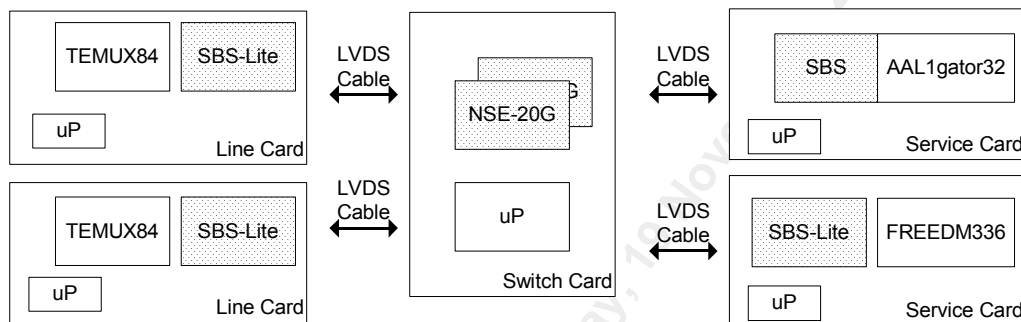 TEMUX84
SBS-Lite
uP
Line Card
LVDS
Cable
TEMUX84
SBS-Lite
uP
Line Card
LVDS
Cable
NSE-20G
G
uP
Switch Card
LVDS
Cable
SBS
AAL1gator32
uP
Service Card
LVDS
Cable
SBS-Lite
FREEDM336
uP
Service Card